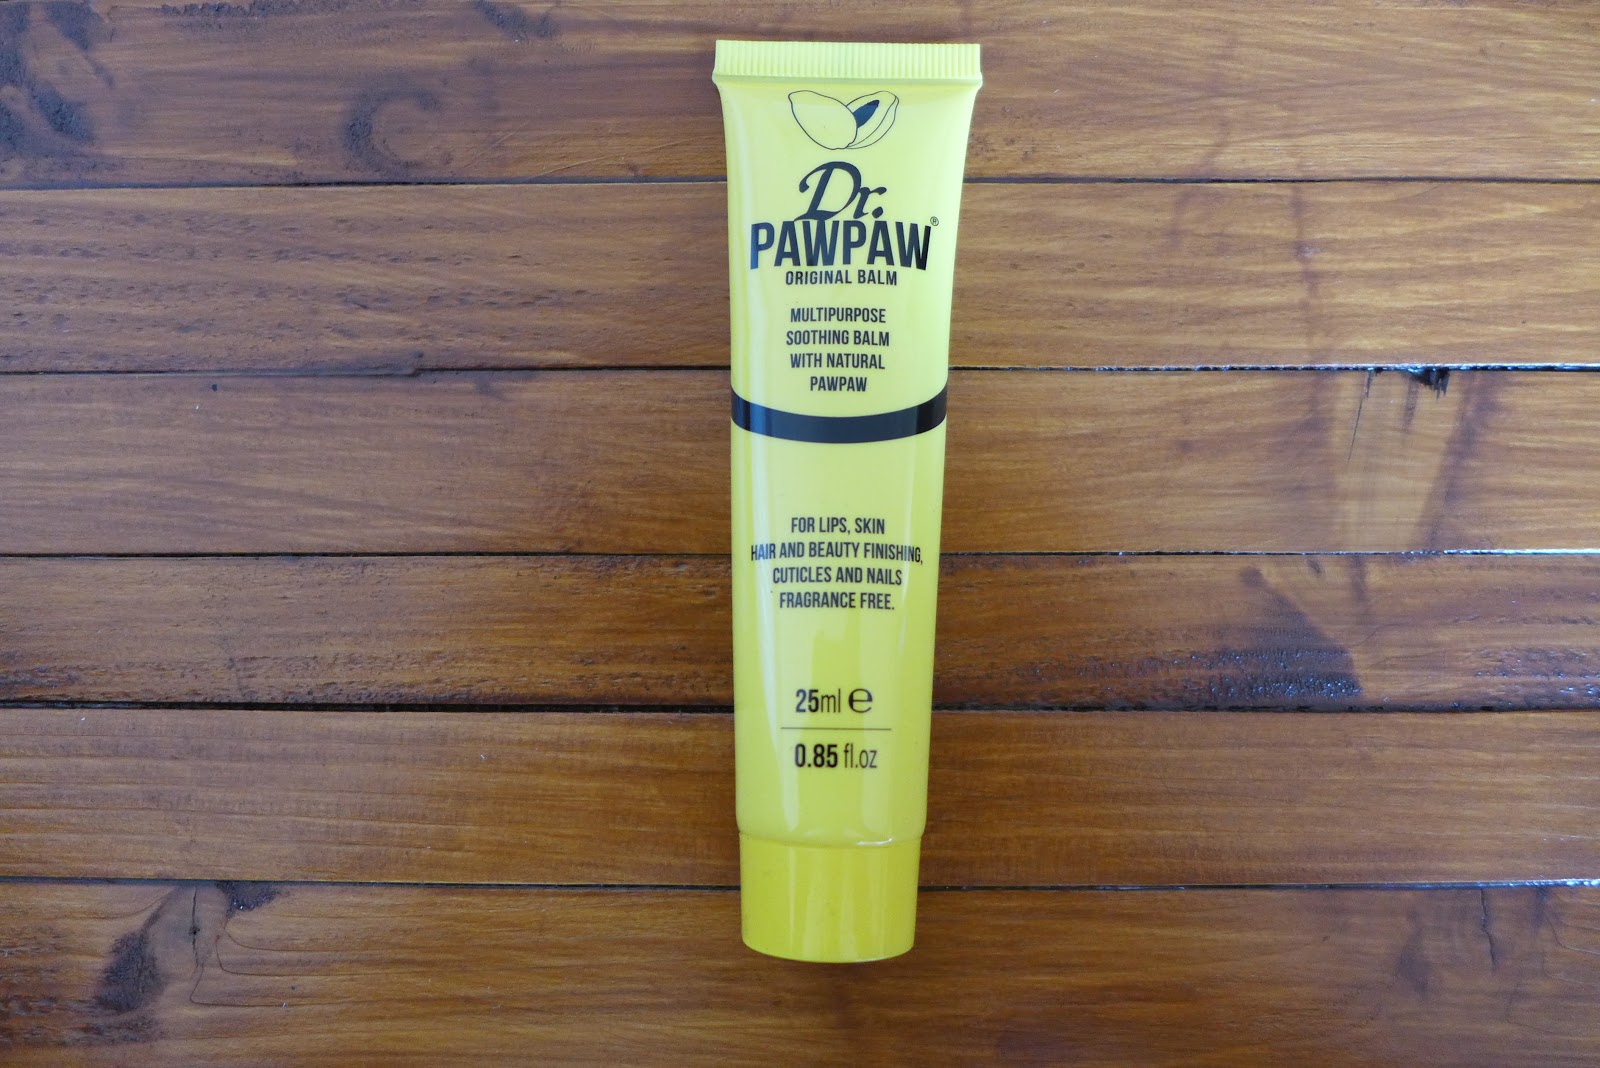 Dr.
PAWPAW®
ORIGINAL BALM
MULTIPURPOSE
SOOTHING BALM
WITH NATURAL
PAWPAW
FOR LIPS, SKIN
HAIR AND BEAUTY FINISHING,
CUTICLES AND NAILS
FRAGRANCE FREE.
25ml ℮
0.85 fl.oz